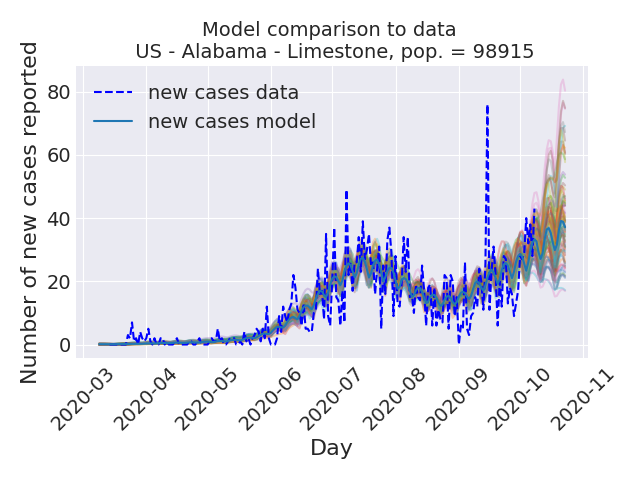 Model comparison to data
US - Alabama - Limestone, pop. = 98915
Number of new cases reported
80
60
40
20
0
new cases data
new cases model
2020-03
2020-04
2020-05
2020-06
2020-07
2020-08
2020-09
2020-10
2020-11
Day